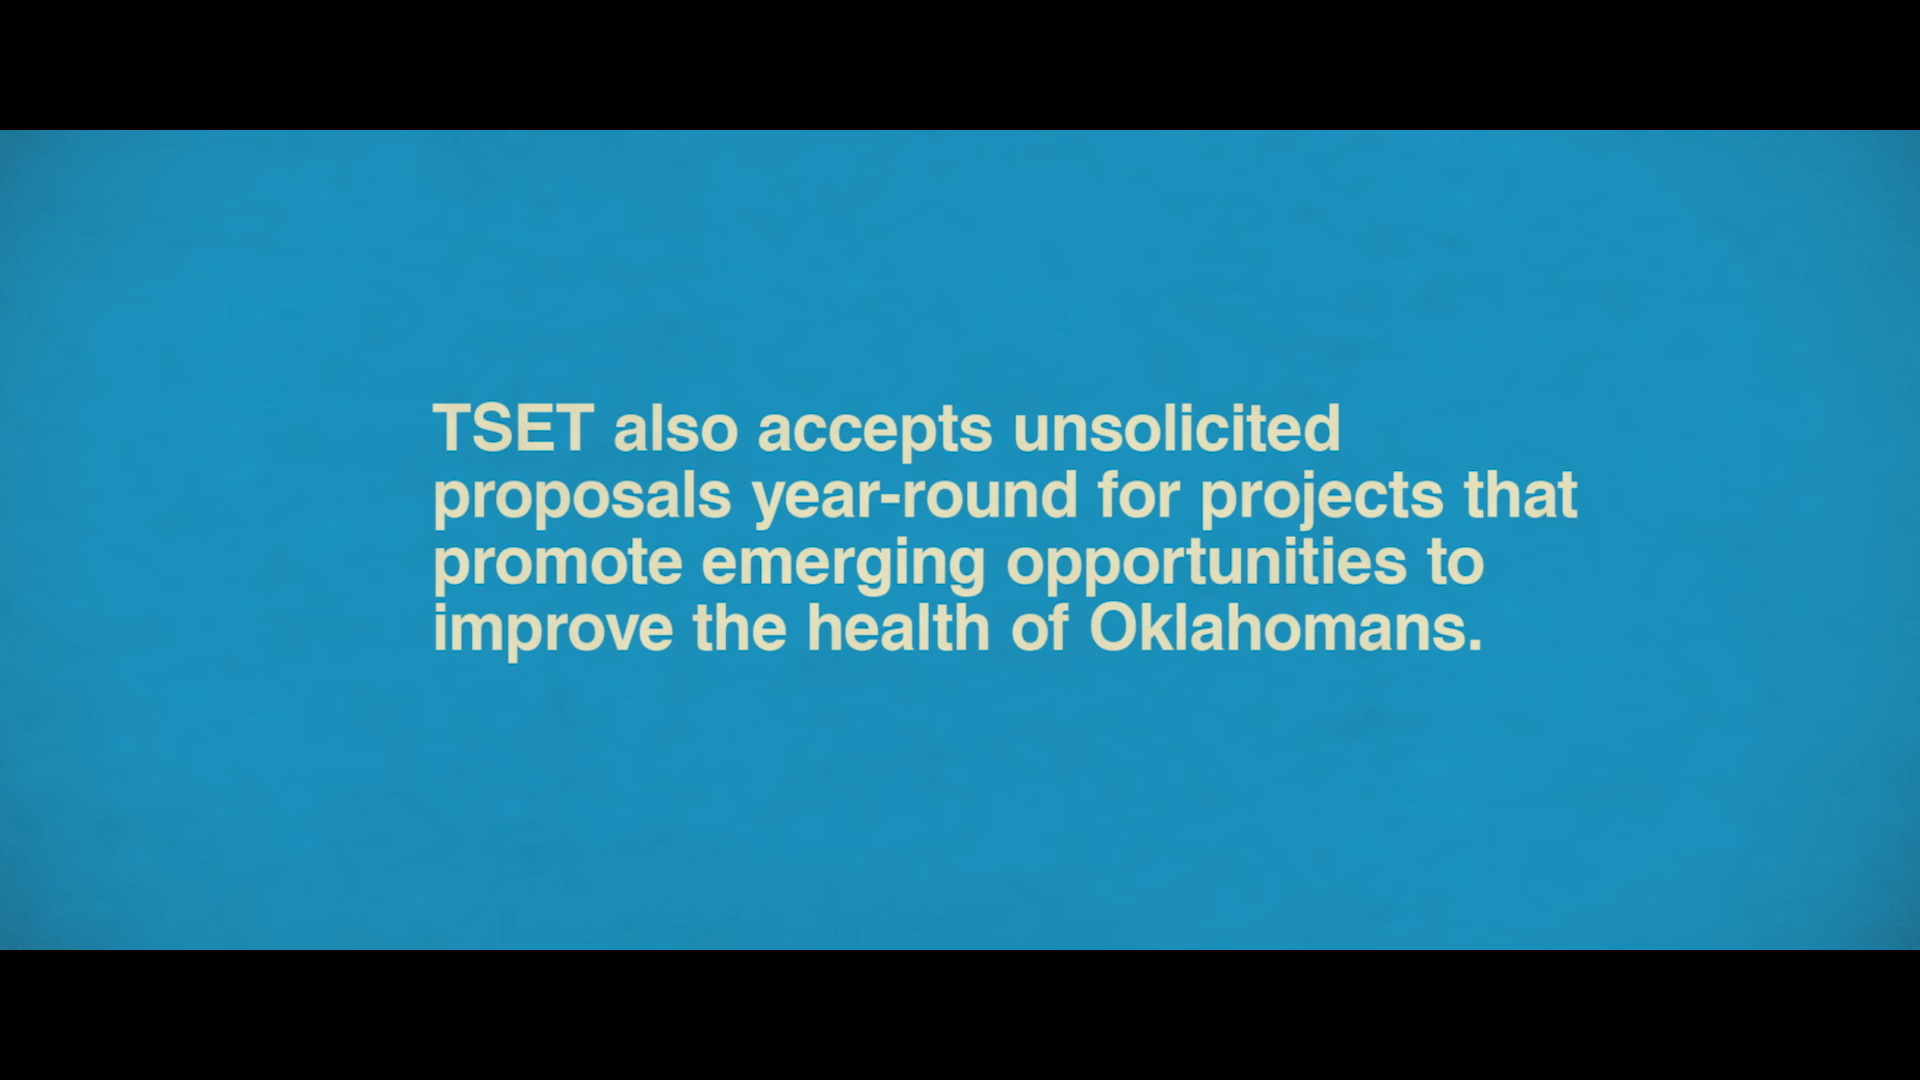 TSET also accepts unsolicited
proposals year-round for projects that
promote emerging opportunities to
improve the health of Oklahomans.